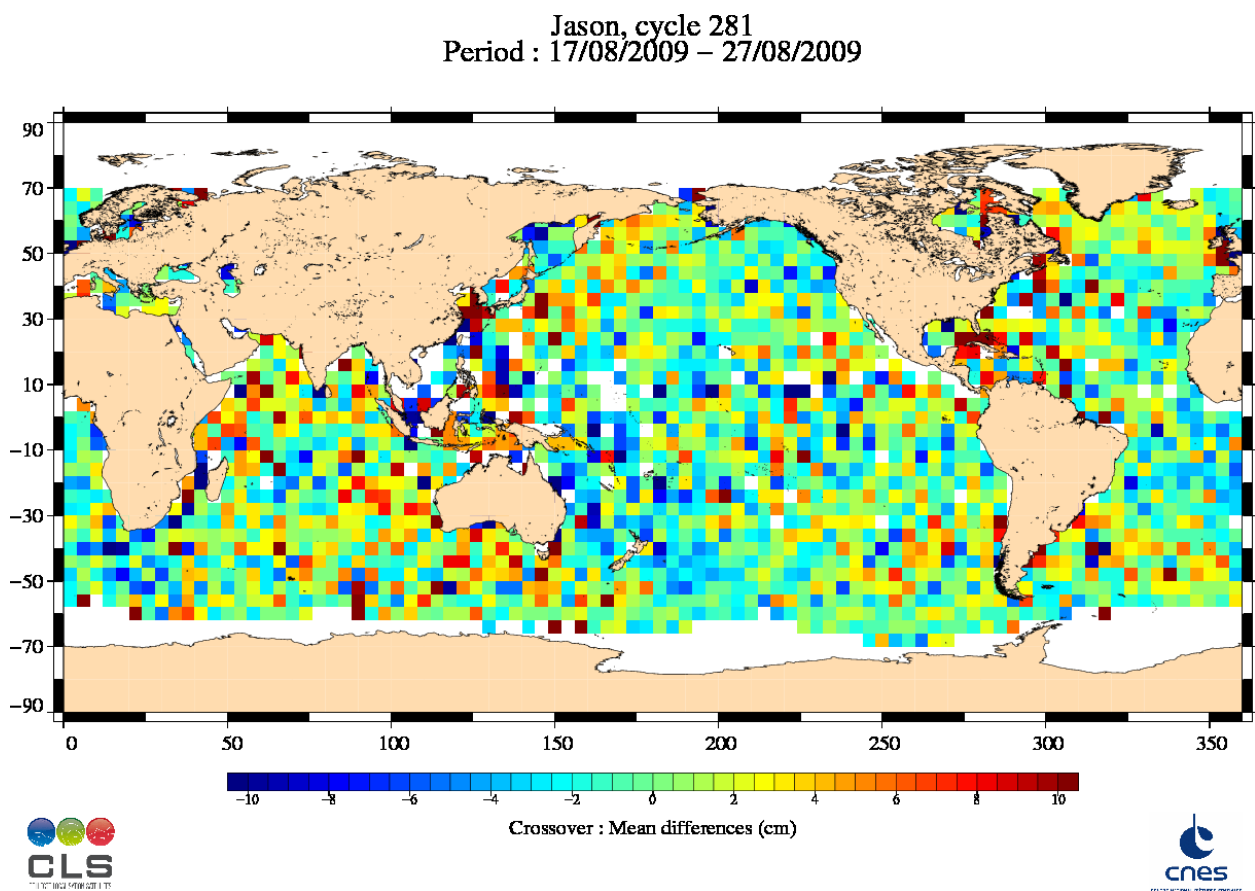 Jason, cycle 281
Period : 17/08/2009 – 27/08/2009
90
70
50
30
10
−10
−30
−50
−70
−90
0 50 100 150 200 250 300 350
−10 −8 −6 −4 −2 0 2 4 6 8 10
Crossover : Mean differences (cm)
CLS
cnes